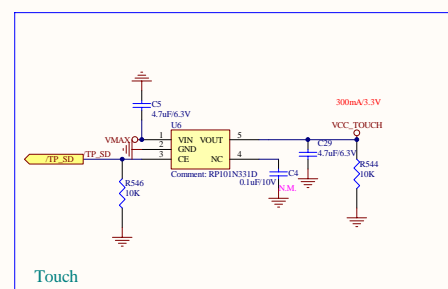 C5
4.7uF/6.3V
U6
300mA/3.3V
VCC_TOUCH
VMAX
1
VIN
VOUT
5
2
GND
/TP_SD
/TP_SD
3
CE
NC
4
C29
4.7uF/6.3V
Comment: RP101N331D
C4
0.1uF/10V
N.M.
R546
10K
R544
10K
Touch